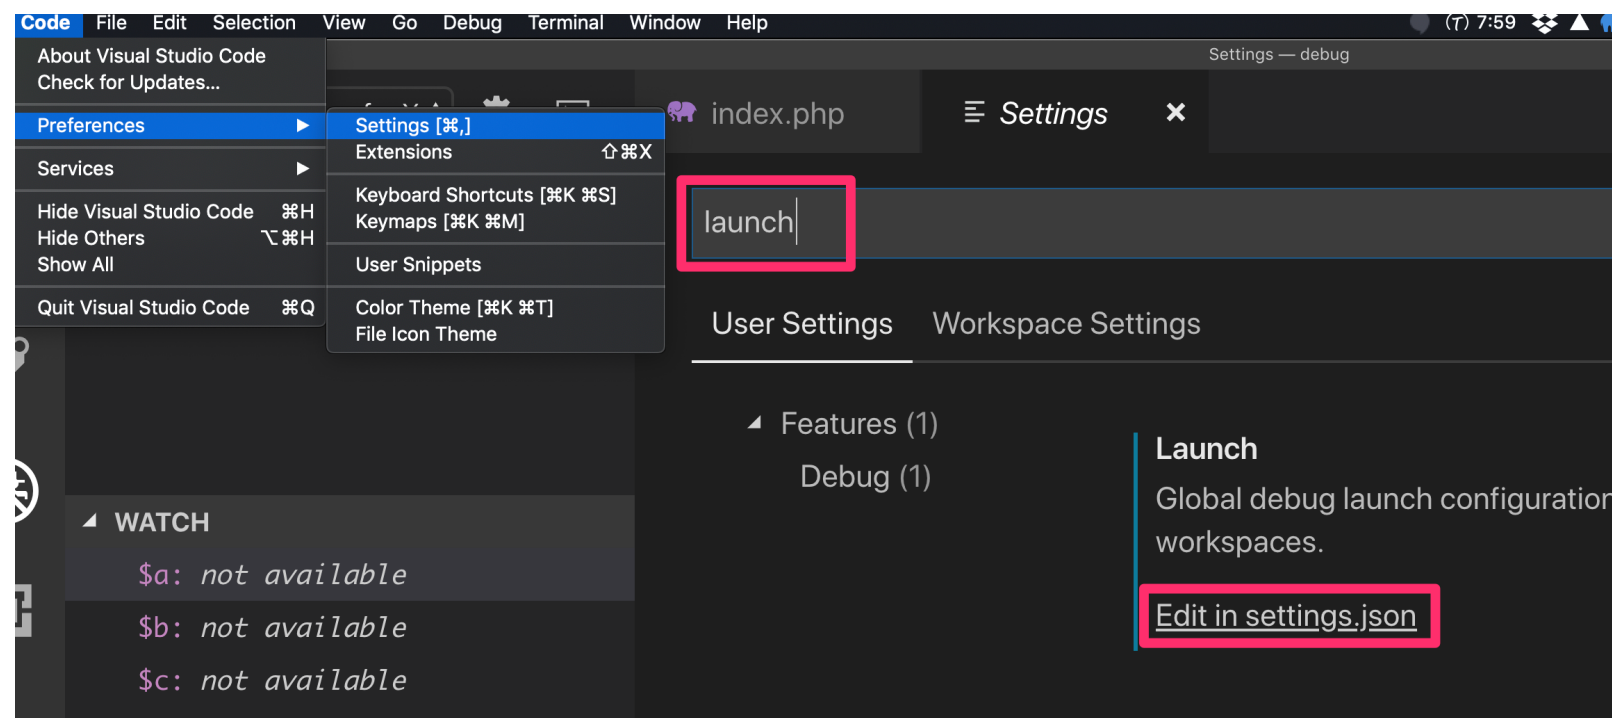 Code File Edit Selection View Go Debug Terminal Window Help 7:59
About Visual Studio Code
Check for Updates...
Preferences ▶
Services ▶
Hide Visual Studio Code ⌘H
Hide Others ⌥⌘H
Show All
Quit Visual Studio Code ⌘Q
Settings [⌘,]
Extensions ⇧⌘X
Keyboard Shortcuts [⌘K ⌘S]
Keymaps [⌘K ⌘M]
User Snippets
Color Theme [⌘K ⌘T]
File Icon Theme
Settings — debug
index.php
Settings ×
launch
User Settings Workspace Settings
Features (1)
Debug (1)
Launch
Global debug launch configuration
workspaces.
Edit in settings.json
WATCH
$a: not available
$b: not available
$c: not available